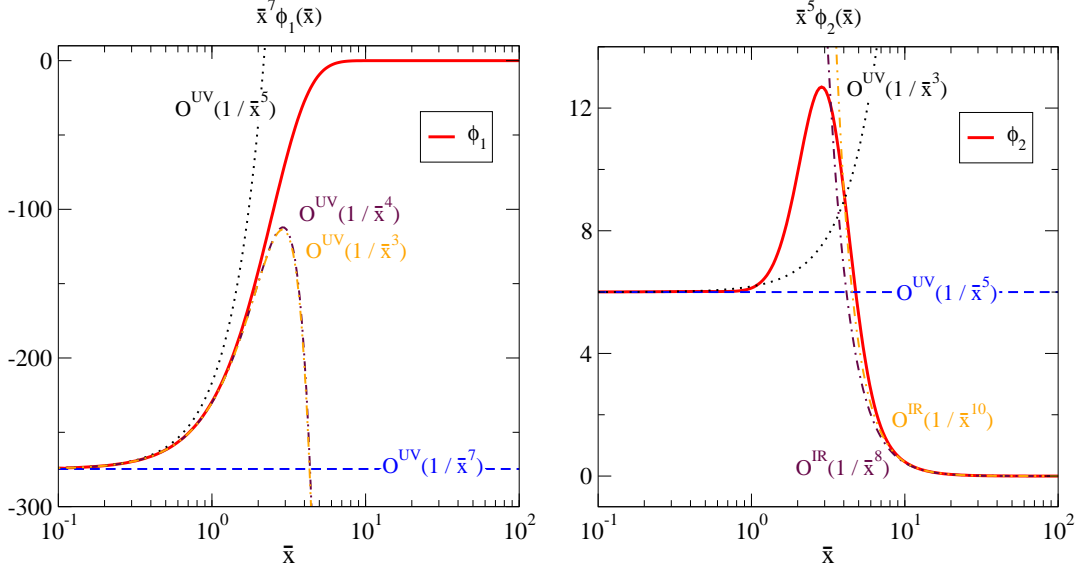 x̄⁷ϕ₁(x̄)
0
-100
-200
-300
O^UV(1 / x̄⁵)
ϕ₁
O^UV(1 / x̄⁴)
O^UV(1 / x̄³)
O^UV(1 / x̄⁷)
10⁻¹ 10⁰ 10¹ 10²
x̄
x̄⁵ϕ₂(x̄)
12
8
4
0
O^UV(1 / x̄³)
ϕ₂
O^UV(1 / x̄⁵)
O^IR(1 / x̄¹⁰)
O^IR(1 / x̄⁸)
10⁻¹ 10⁰ 10¹ 10²
x̄